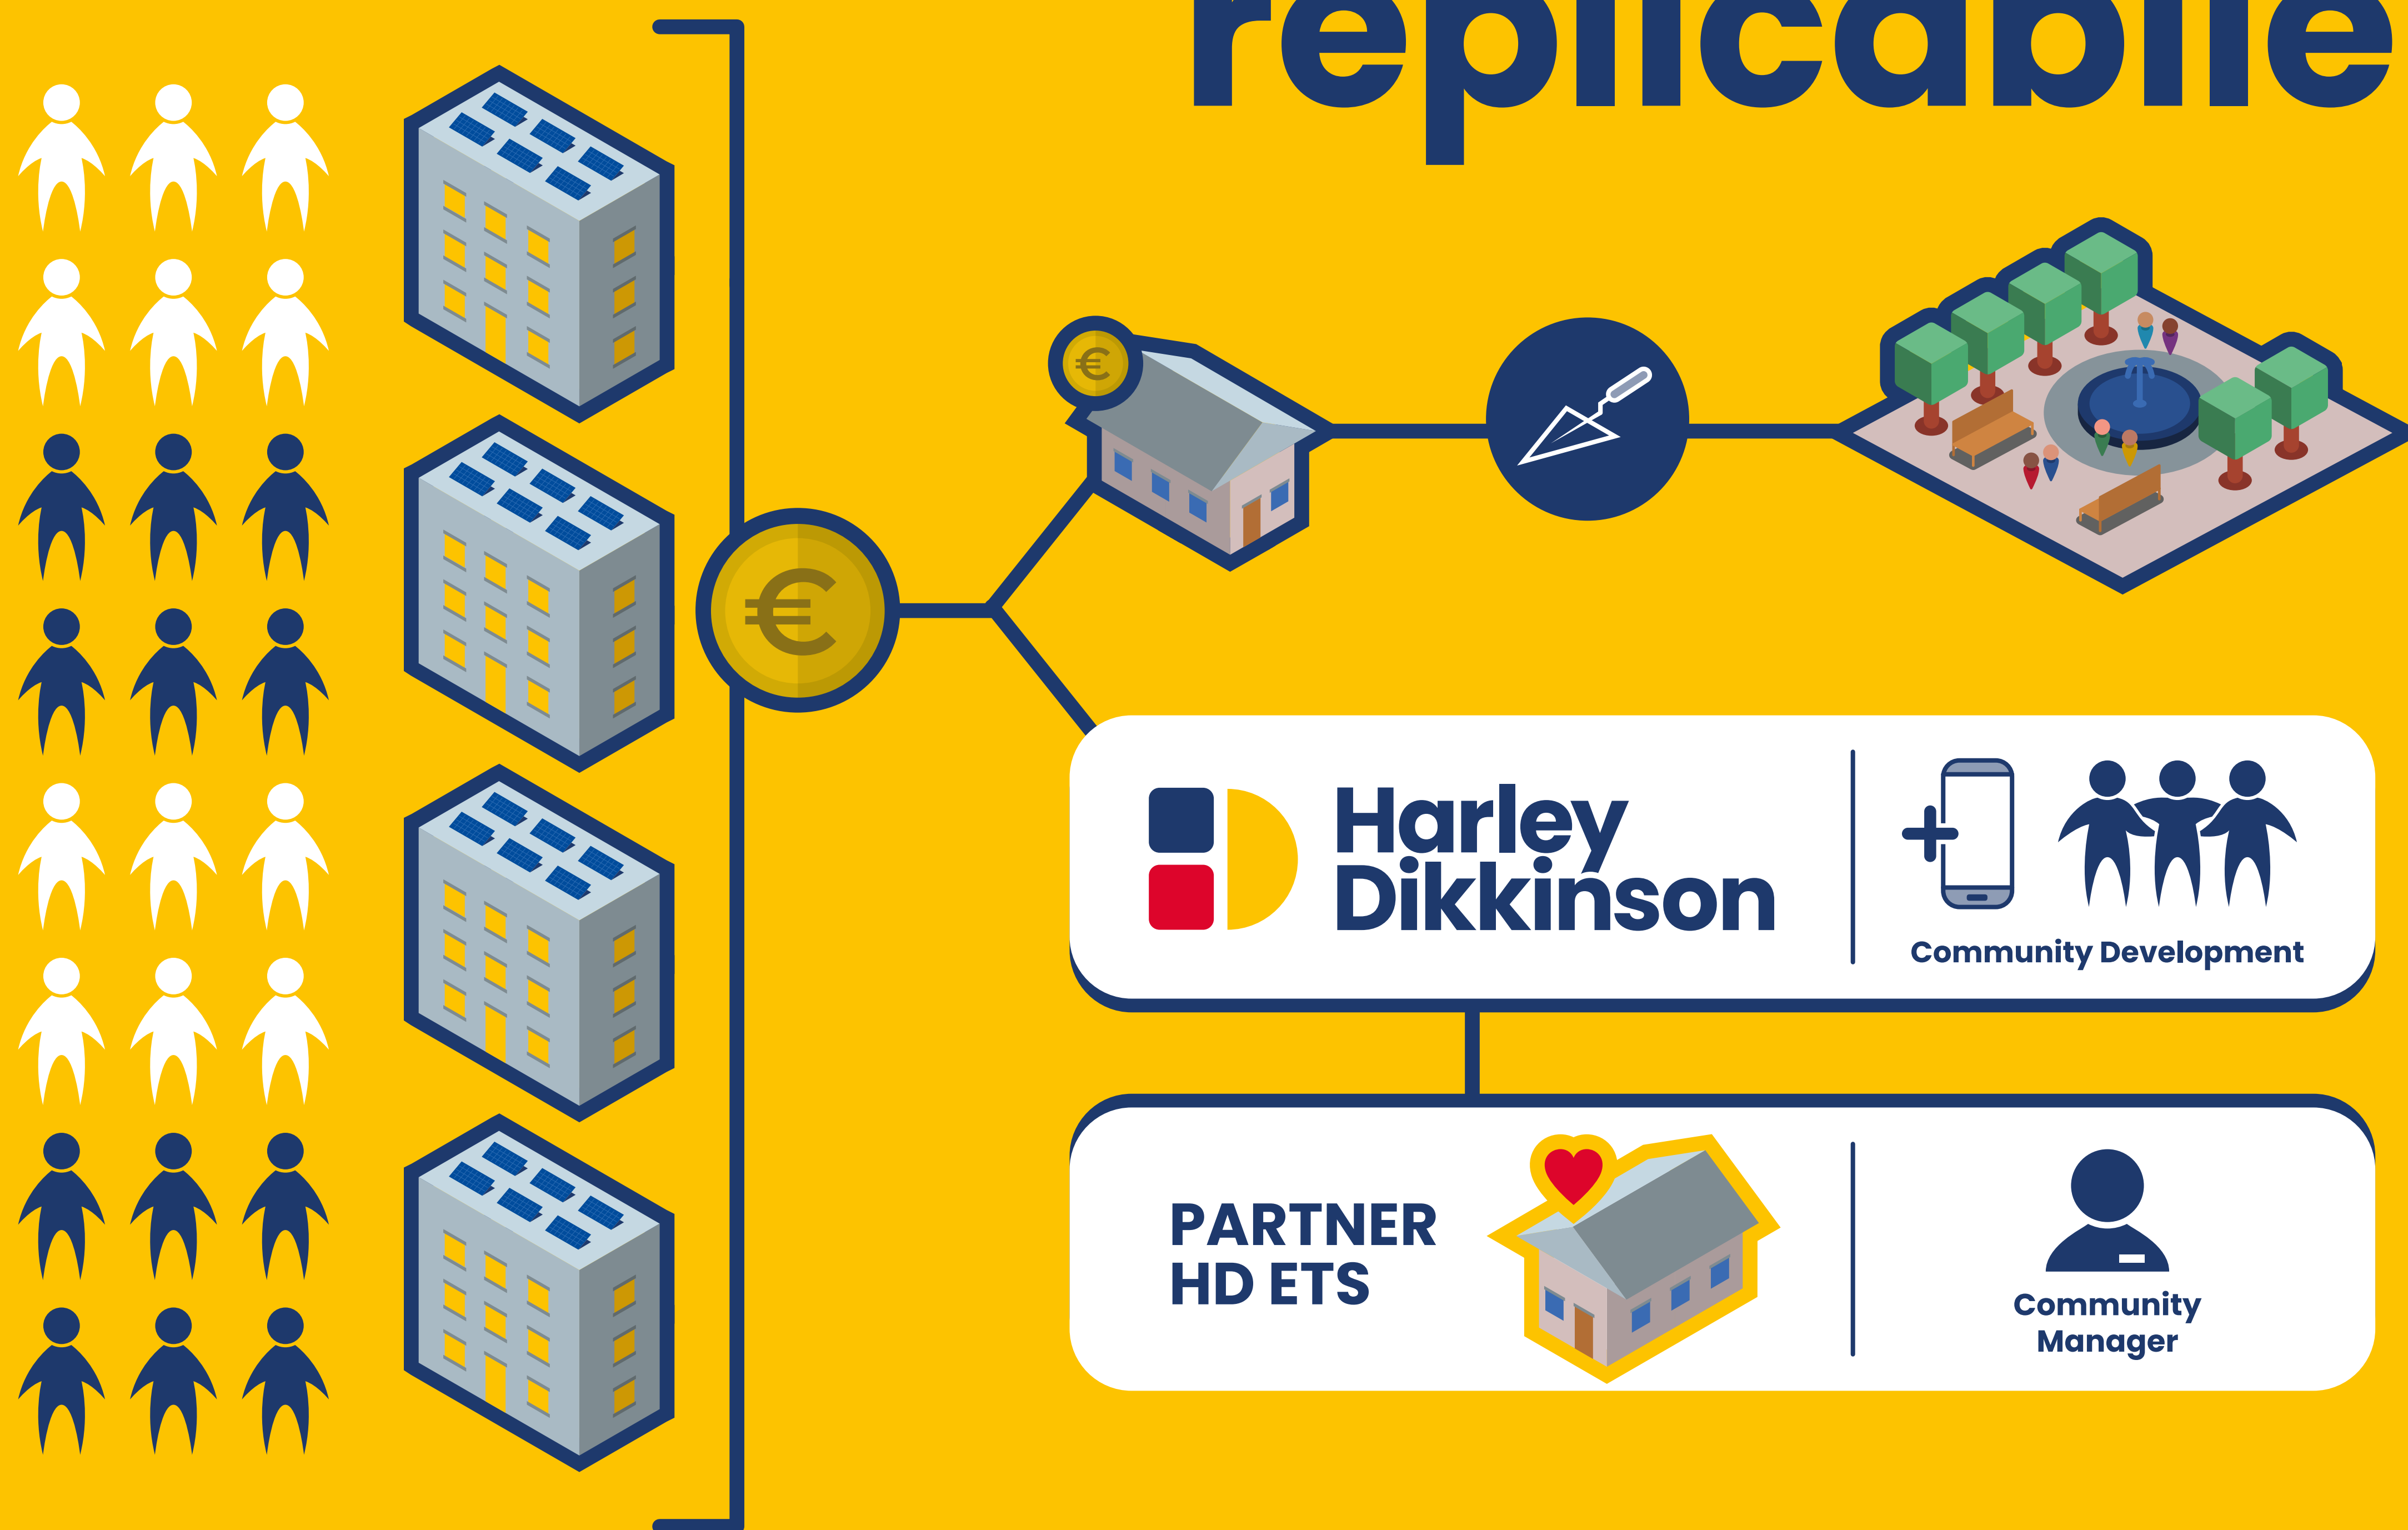 replicabile
€
€
Harley
Dikkinson
Community Development
PARTNER
HD ETS
Community
Manager